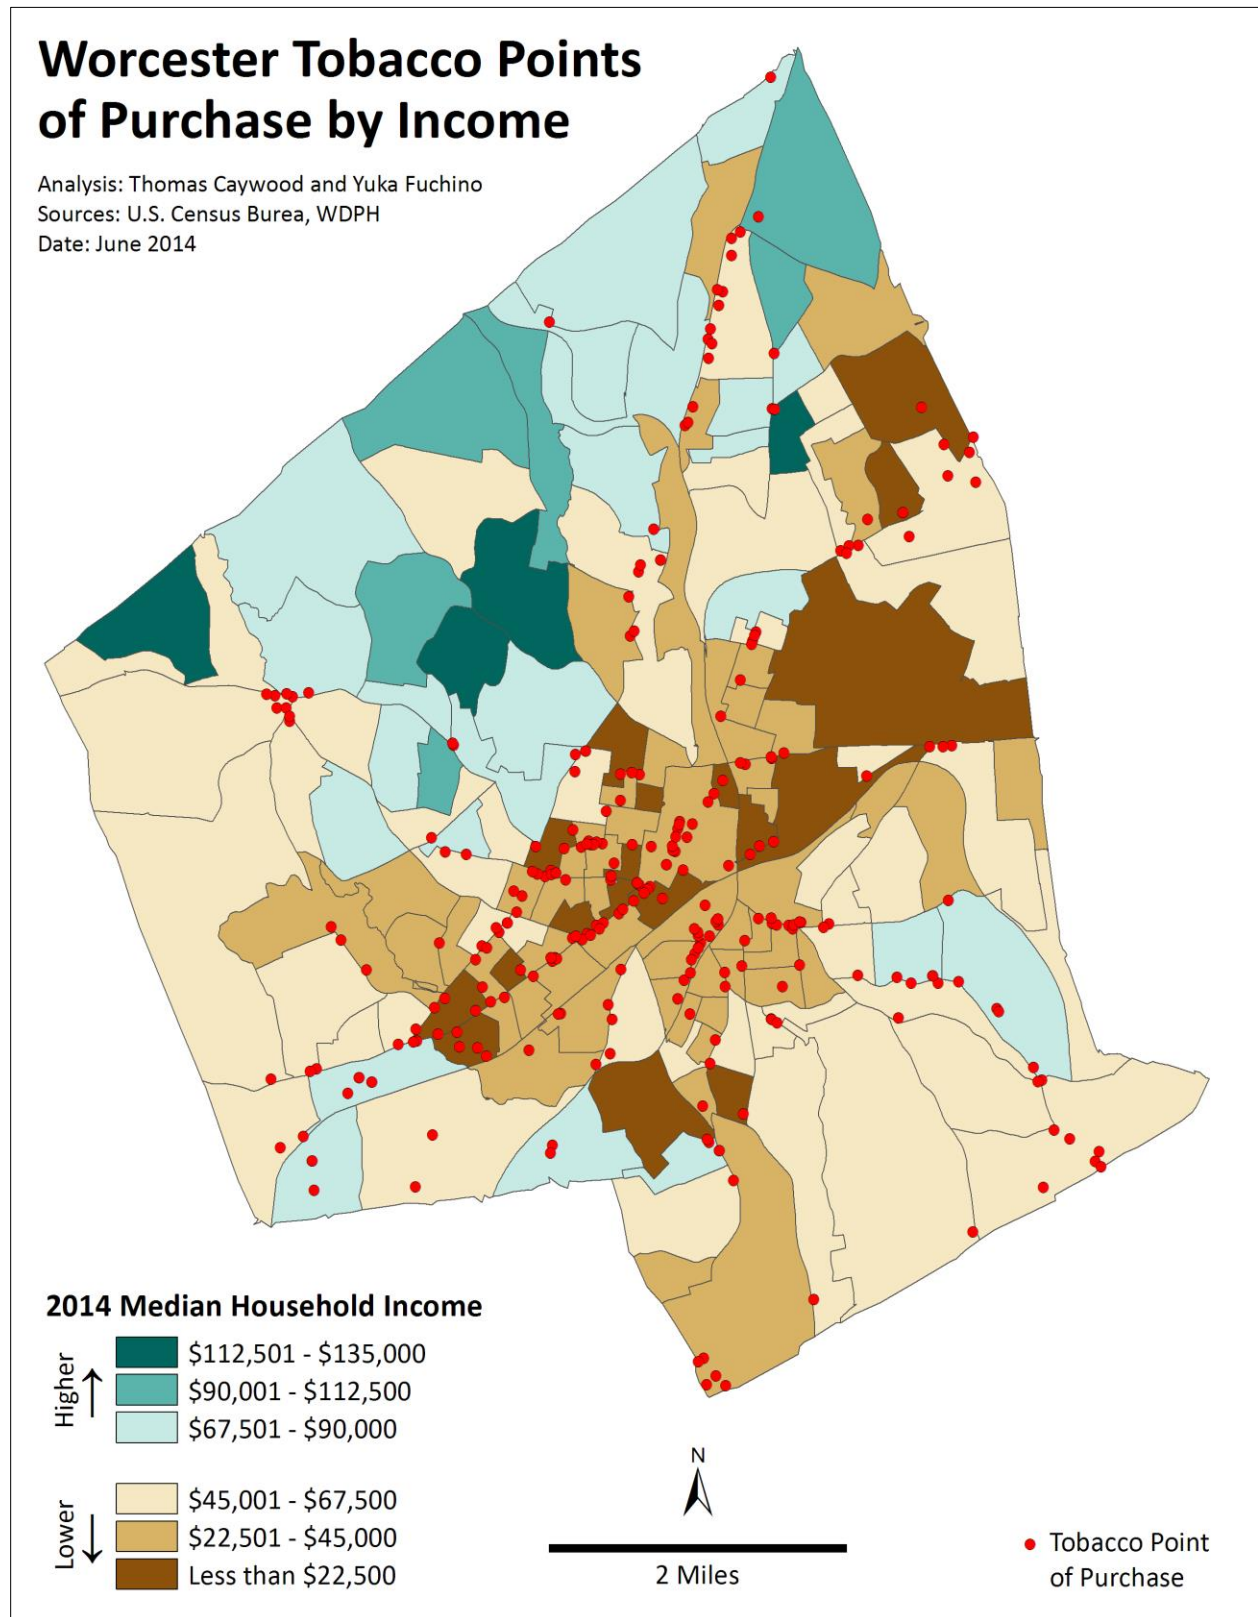 Worcester Tobacco Points
of Purchase by Income
Analysis: Thomas Caywood and Yuka Fuchino
Sources: U.S. Census Burea, WDPH
Date: June 2014
2014 Median Household Income
Higher
$112,501 - $135,000
$90,001 - $112,500
$67,501 - $90,000
Lower
$45,001 - $67,500
$22,501 - $45,000
Less than $22,500
N
2 Miles
Tobacco Point
of Purchase